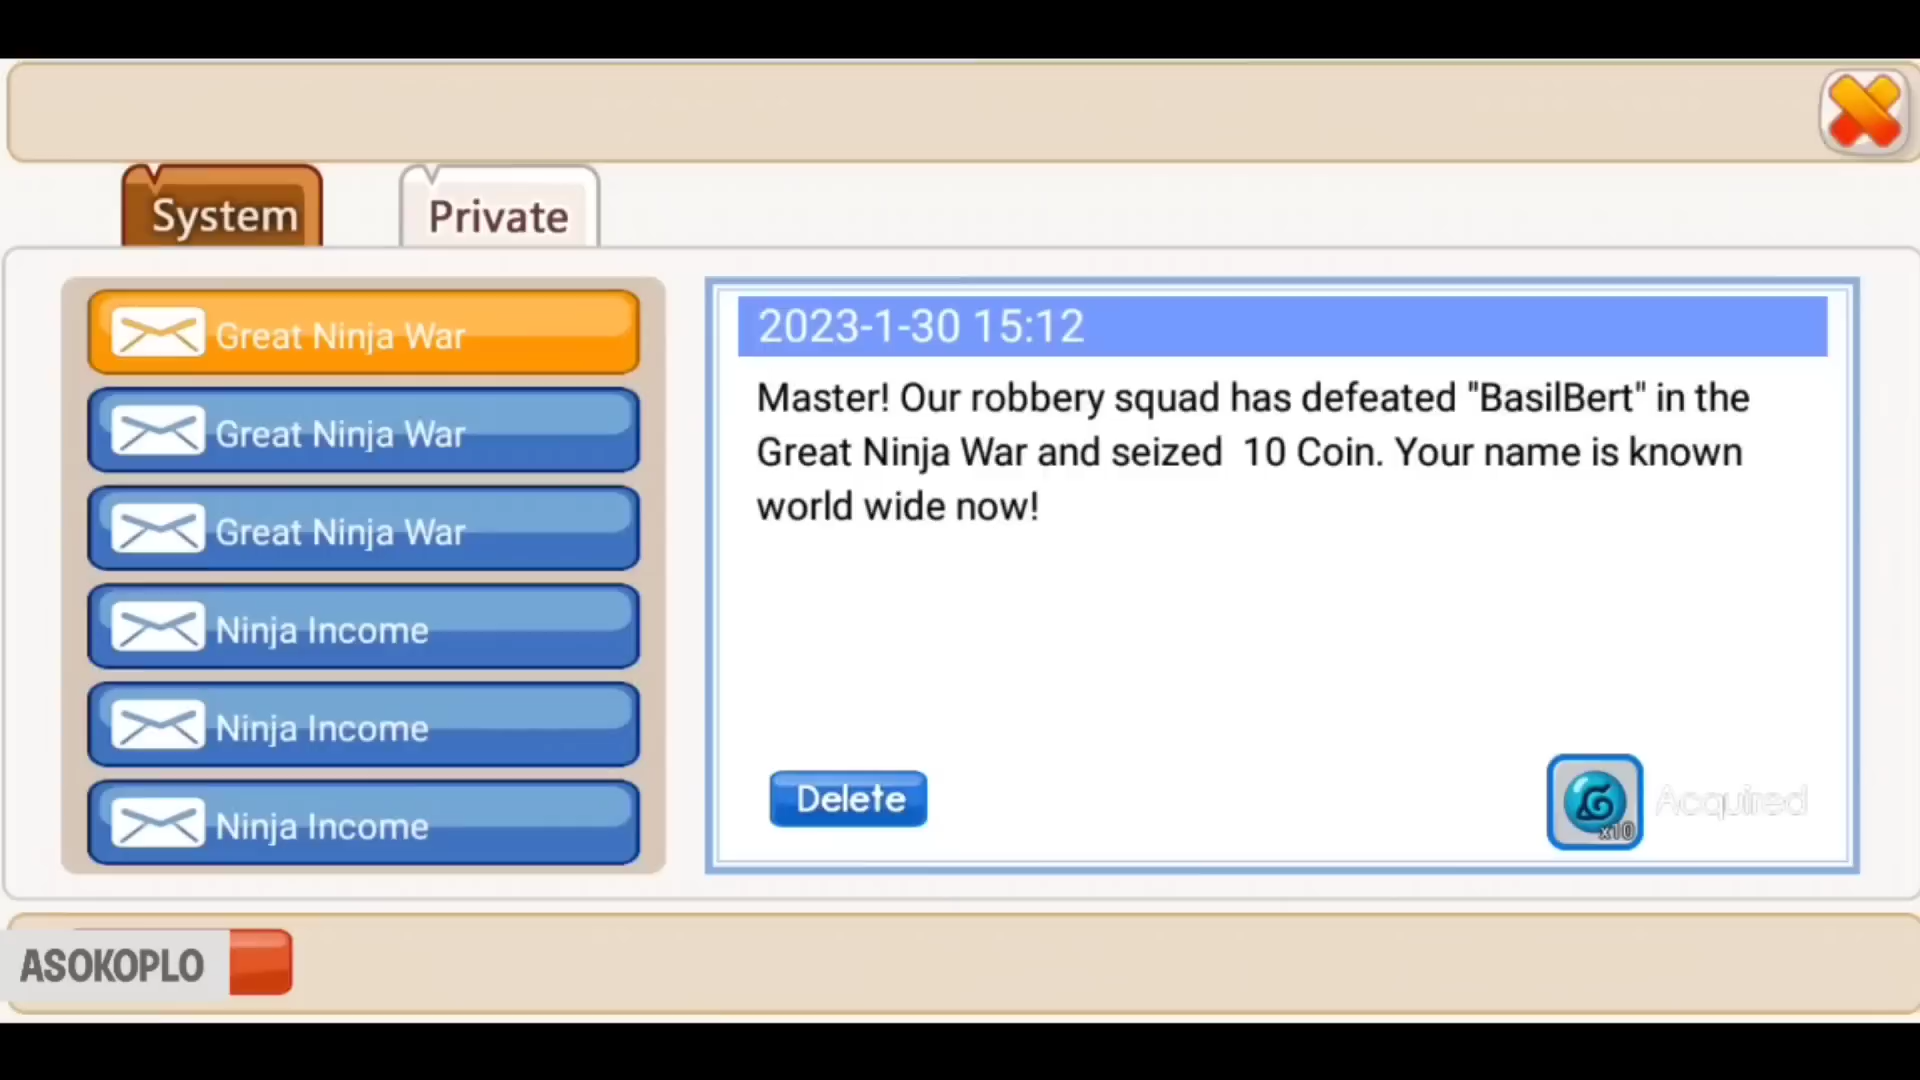 System
Private
Great Ninja War
Great Ninja War
Great Ninja War
Ninja Income
Ninja Income
Ninja Income
2023-1-30 15:12
Master! Our robbery squad has defeated "BasilBert" in the
Great Ninja War and seized  10 Coin. Your name is known
world wide now!
Delete
x10
Acquired
ASOKOPLO